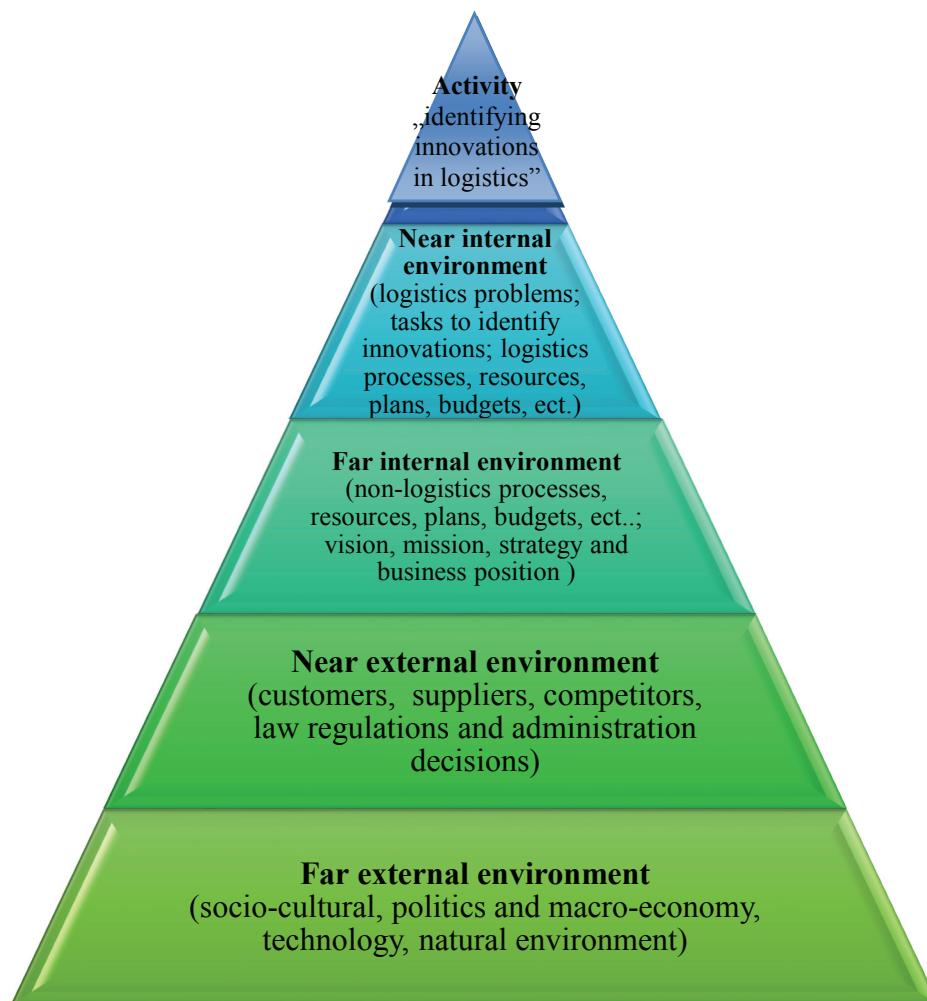 Activity
„identifying
innovations
in logistics”
Near internal
environment
(logistics problems;
tasks to identify
innovations; logistics
processes, resources,
plans, budgets, ect.)
Far internal environment
(non-logistics processes,
resources, plans, budgets, ect..;
vision, mission, strategy and
business position )
Near external environment
(customers,  suppliers, competitors,
law regulations and administration
decisions)
Far external environment
(socio-cultural, politics and macro-economy,
technology, natural environment)